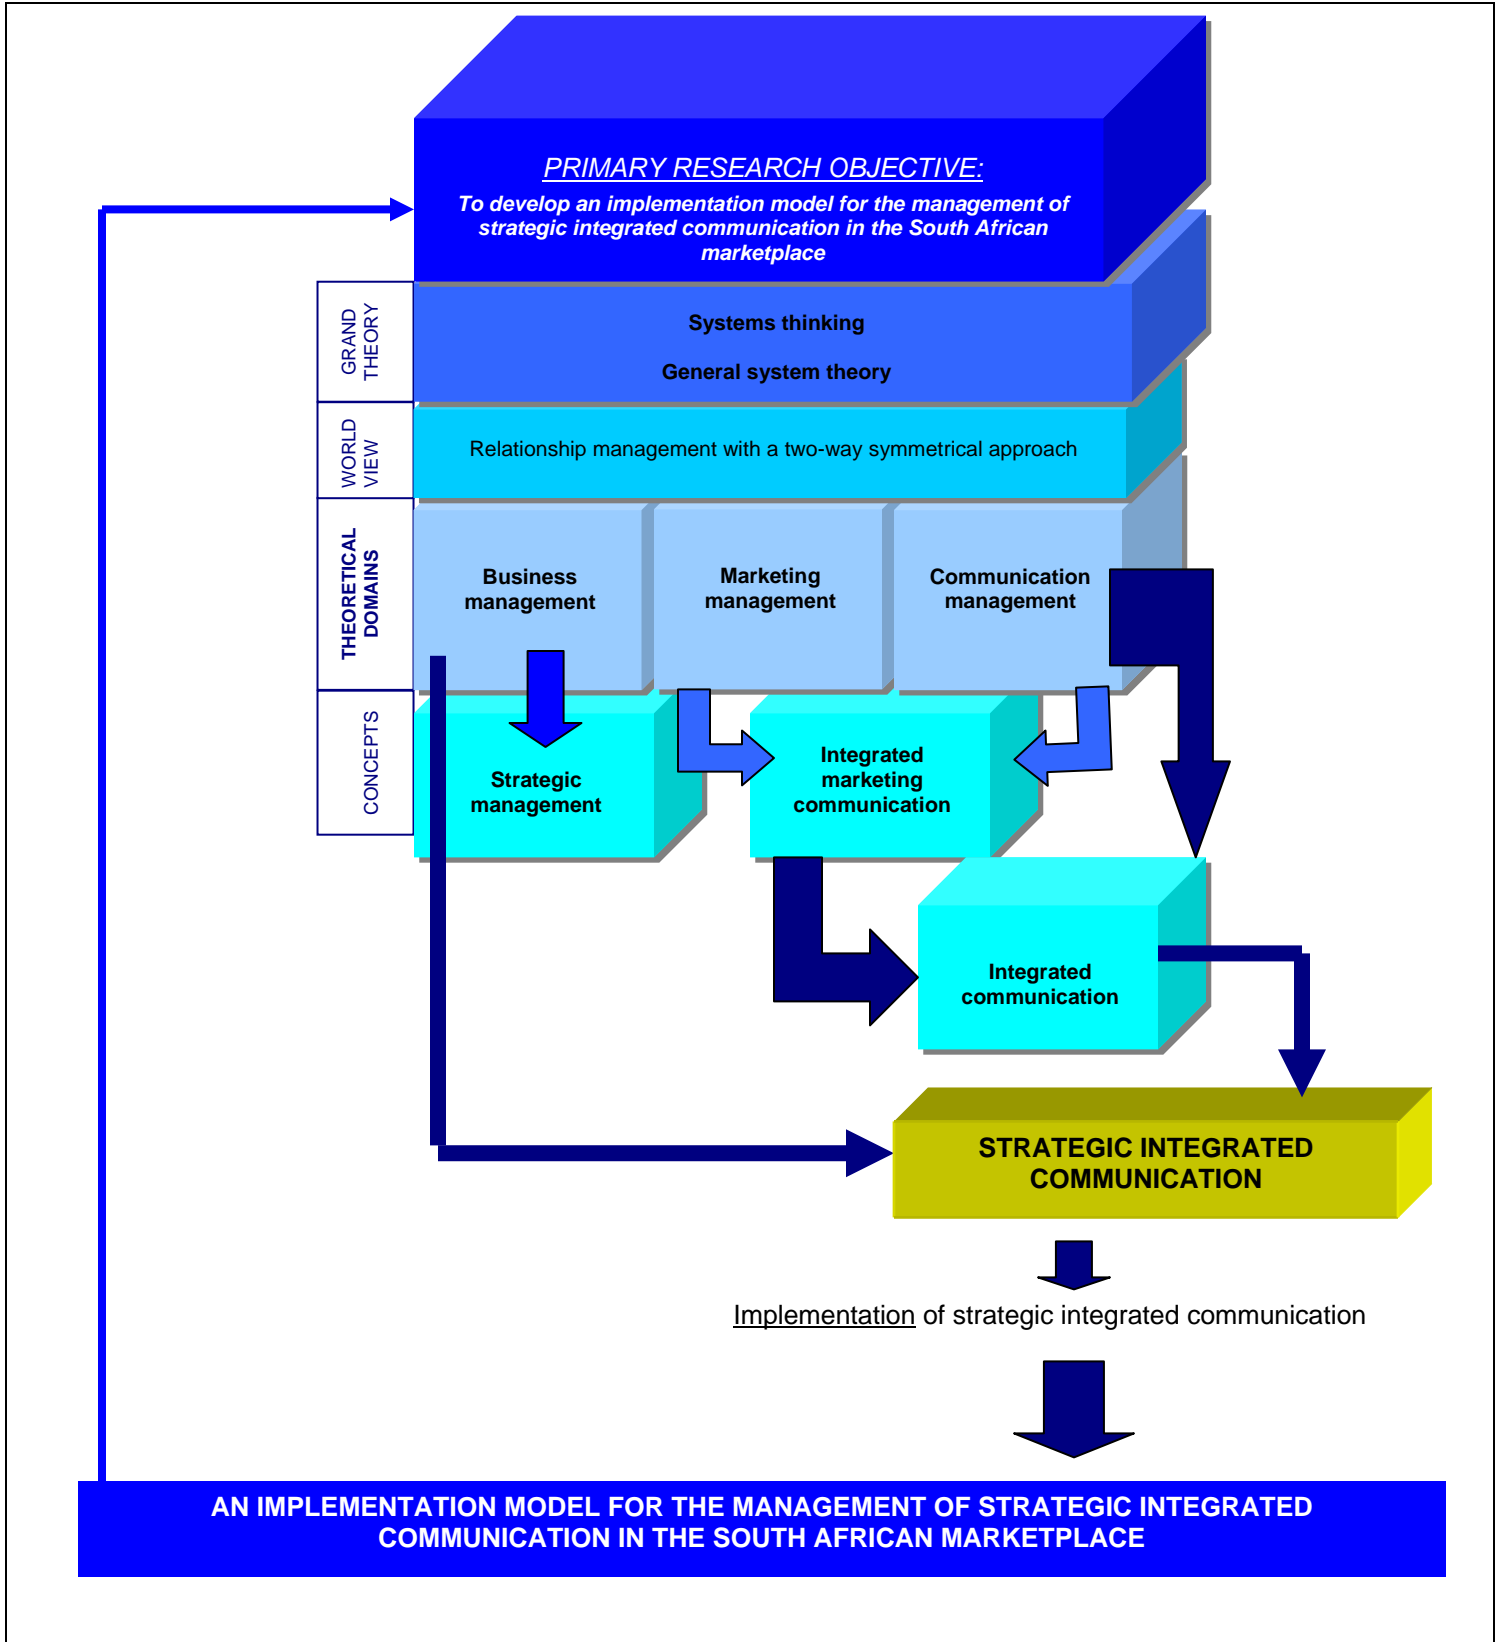 PRIMARY RESEARCH OBJECTIVE:
To develop an implementation model for the management of
strategic integrated communication in the South African
marketplace
GRAND
THEORY
Systems thinking
General system theory
WORLD
VIEW
Relationship management with a two-way symmetrical approach
THEORETICAL
DOMAINS
Business
management
Marketing
management
Communication
management
CONCEPTS
Strategic
management
Integrated
marketing
communication
Integrated
communication
STRATEGIC INTEGRATED
COMMUNICATION
Implementation of strategic integrated communication
AN IMPLEMENTATION MODEL FOR THE MANAGEMENT OF STRATEGIC INTEGRATED
COMMUNICATION IN THE SOUTH AFRICAN MARKETPLACE